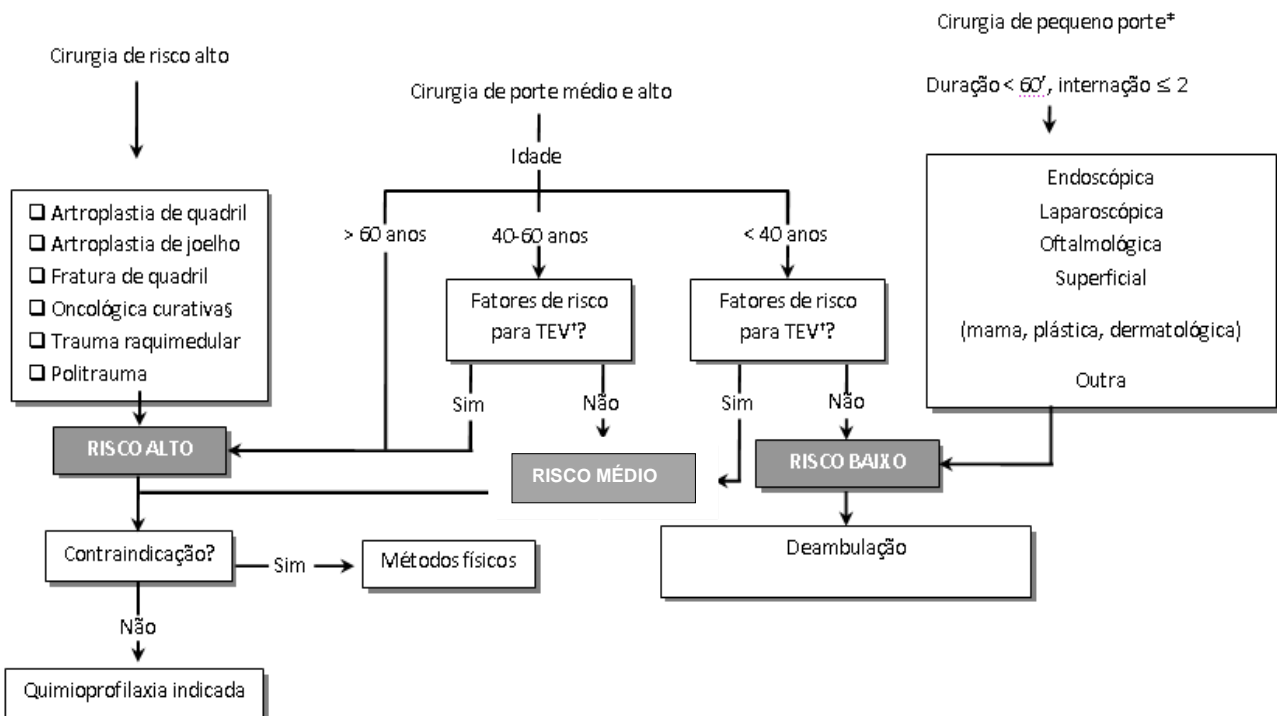 Cirurgia de risco alto
❑ Artroplastia de quadril
❑ Artroplastia de joelho
❑ Fratura de quadril
❑ Oncológica curativa§
❑ Trauma raquimedular
❑ Politrauma
Cirurgia de porte médio e alto
Idade
> 60 anos
40-60 anos
< 40 anos
Fatores de risco
para TEV†?
Fatores de risco
para TEV†?
Sim
Não
Sim
Não
Cirurgia de pequeno porte*
Duração < 60’, internação ≤ 2
Endoscópica
Laparoscópica
Oftalmológica
Superficial
(mama, plástica, dermatológica)
Outra
RISCO ALTO
RISCO MÉDIO
RISCO BAIXO
Contraindicação?
Sim
Métodos físicos
Deambulação
Não
Quimioprofilaxia indicada